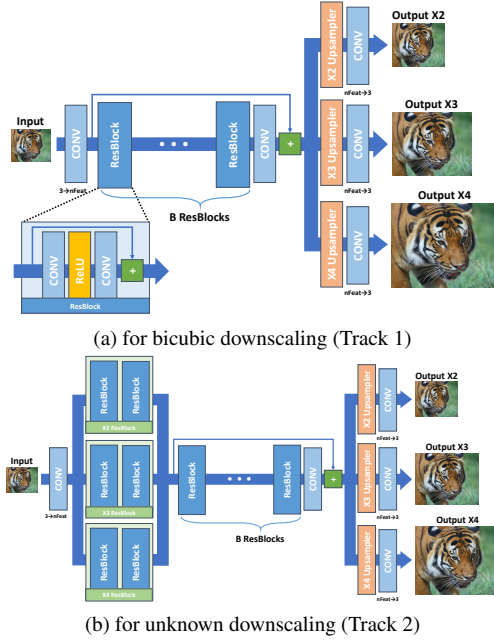 Output X2
X2 Upsampler
CONV
nFeat→3
Input
CONV
3→nFeat
ResBlock
ResBlock
CONV
+
B ResBlocks
Output X3
X3 Upsampler
CONV
nFeat→3
Output X4
X4 Upsampler
CONV
nFeat→3
CONV
ReLU
CONV
+
ResBlock
(a) for bicubic downscaling (Track 1)
Input
CONV
3→nFeat
ResBlock
ResBlock
X2 ResBlock
ResBlock
ResBlock
X3 ResBlock
ResBlock
ResBlock
X4 ResBlock
ResBlock
ResBlock
CONV
+
B ResBlocks
Output X2
X2 Upsampler
CONV
nFeat→3
Output X3
X3 Upsampler
CONV
nFeat→3
Output X4
X4 Upsampler
CONV
nFeat→3
(b) for unknown downscaling (Track 2)